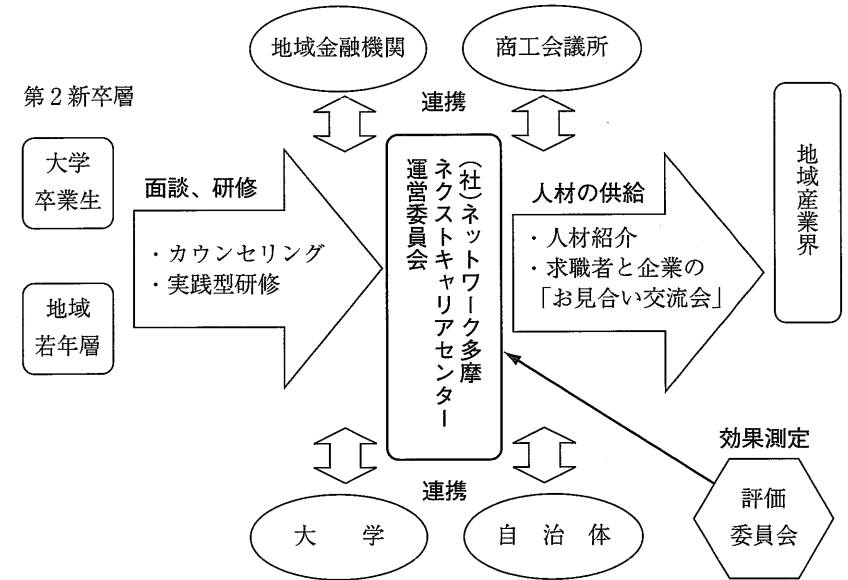 地域金融機関
商工会議所
第2新卒層
連携
大学
卒業生
面談、研修
・カウンセリング
・実践型研修
地域
若年層
(社)ネットワーク多摩
ネクストキャリアセンター
運営委員会
人材の供給
・人材紹介
・求職者と企業の
「お見合い交流会」
地域産業界
連携
大　学
自　治　体
効果測定
評価
委員会